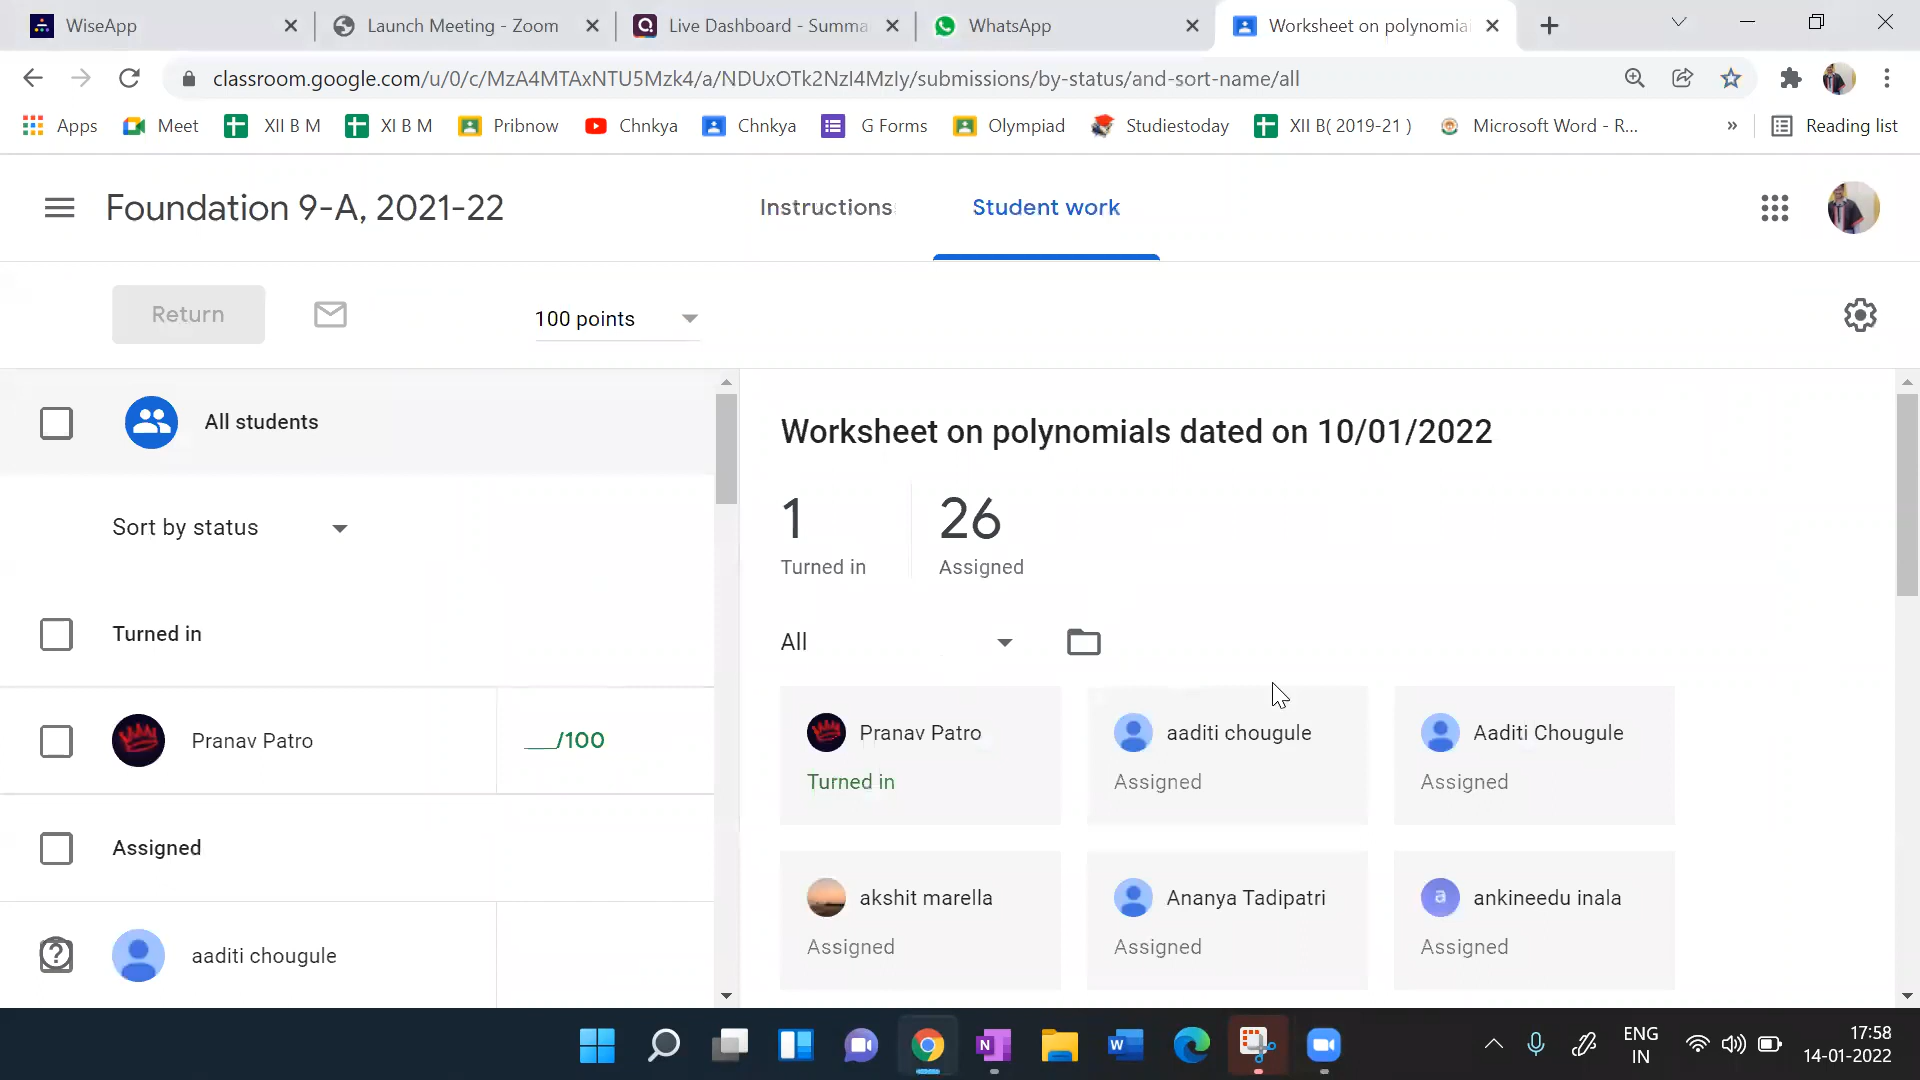 WiseApp
Launch Meeting - Zoom
Live Dashboard - Summa
WhatsApp
Worksheet on polynomial
classroom.google.com/u/0/c/MzA4MTAxNTU5Mzk4/a/NDUxOTk2NzI4MzIy/submissions/by-status/and-sort-name/all
Apps
Meet
XII B M
XI B M
Pribnow
Chnkya
Chnkya
G Forms
Olympiad
Studiestoday
XII B( 2019-21 )
Microsoft Word - R...
»
Reading list
Foundation 9-A, 2021-22
Instructions
Student work
Return
100 points
All students
Sort by status
Turned in
Pranav Patro
___/100
Assigned
aaditi chougule
Worksheet on polynomials dated on 10/01/2022
1
Turned in
26
Assigned
All
Pranav Patro
Turned in
aaditi chougule
Assigned
Aaditi Chougule
Assigned
akshit marella
Assigned
Ananya Tadipatri
Assigned
a
ankineedu inala
Assigned
ENG
IN
17:58
14-01-2022